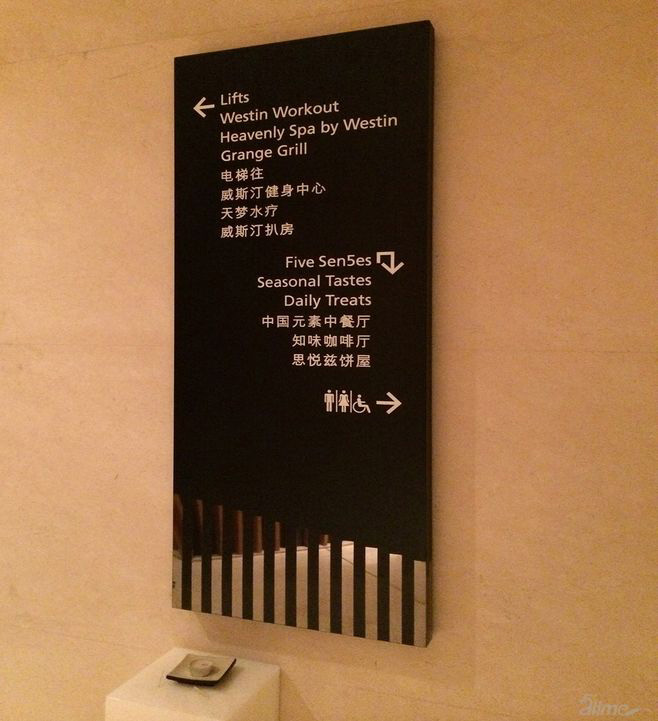 Lifts
Westin Workout
Heavenly Spa by Westin
Grange Grill
电梯往
威斯汀健身中心
天梦水疗
威斯汀扒房
Five Sen5es
Seasonal Tastes
Daily Treats
中国元素中餐厅
知味咖啡厅
思悦兹饼屋